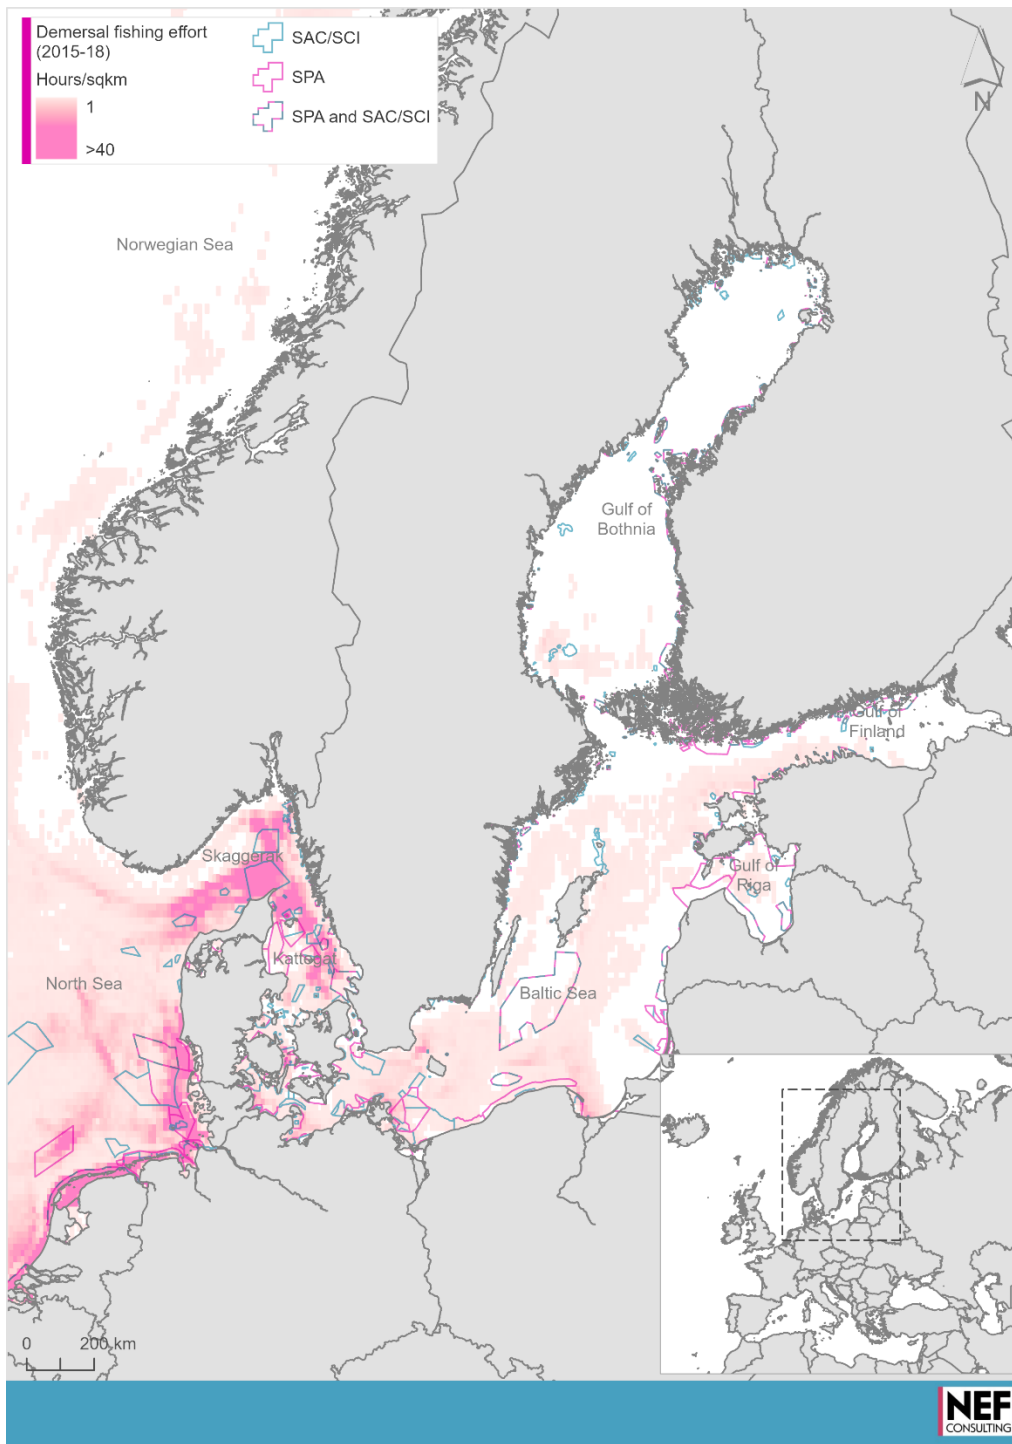 Demersal fishing effort
(2015-18)
Hours/sqkm
1
>40
SAC/SCI
SPA
SPA and SAC/SCI
N
Norwegian Sea
Gulf of
Bothnia
Gulf of
Finland
Skaggerak
Gulf of
Riga
Kattegat
North Sea
Baltic Sea
0
200 km
NEF
CONSULTING